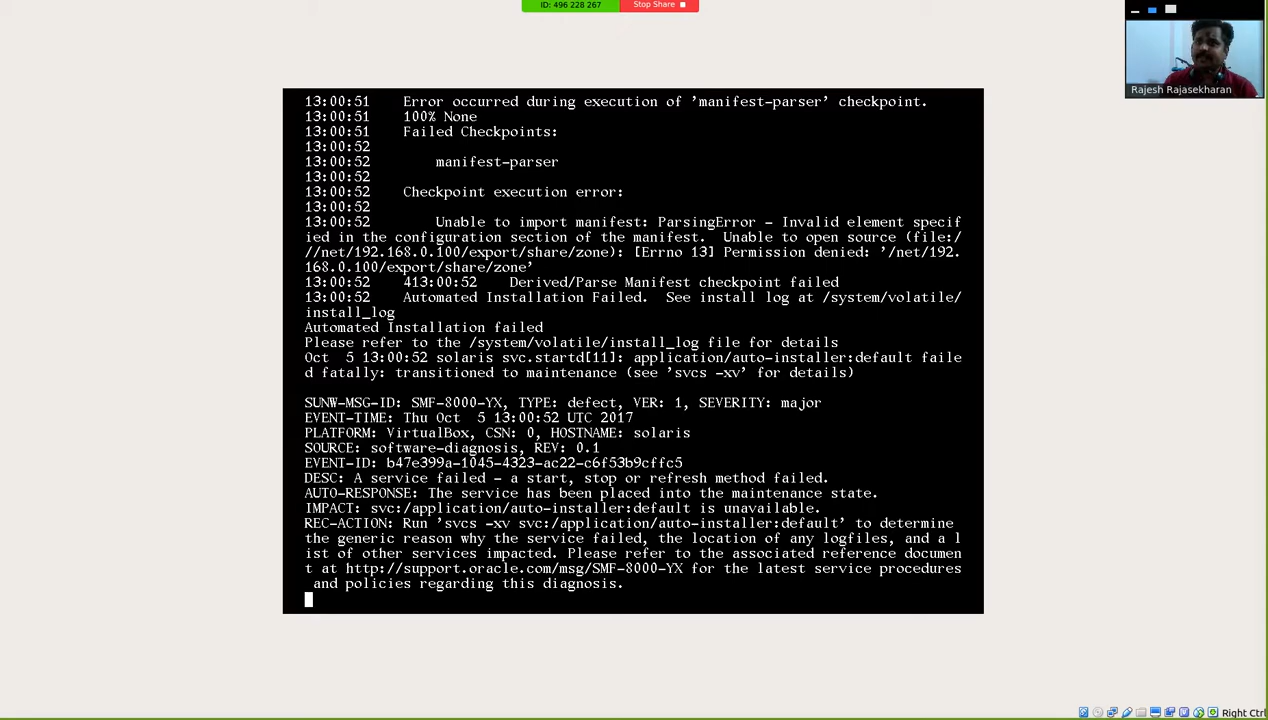 ID: 496 228 267 Stop Share
Rajesh Rajasekharan
13:00:51 Error occurred during execution of 'manifest-parser' checkpoint.
13:00:51 100% None
13:00:51 Failed Checkpoints:
13:00:52
13:00:52 manifest-parser
13:00:52
13:00:52 Checkpoint execution error:
13:00:52
13:00:52 Unable to import manifest: ParsingError - Invalid element specif
ied in the configuration section of the manifest. Unable to open source (file:/
//net/192.168.0.100/export/share/zone): [Errno 13] Permission denied: '/net/192.
168.0.100/export/share/zone'
13:00:52 413:00:52 Derived/Parse Manifest checkpoint failed
13:00:52 Automated Installation Failed. See install log at /system/volatile/
install_log
Automated Installation failed
Please refer to the /system/volatile/install_log file for details
Oct 5 13:00:52 solaris svc.startd[11]: application/auto-installer:default faile
d fatally: transitioned to maintenance (see 'svcs -xv' for details)
SUNW-MSG-ID: SMF-8000-YX, TYPE: defect, VER: 1, SEVERITY: major
EVENT-TIME: Thu Oct 5 13:00:52 UTC 2017
PLATFORM: VirtualBox, CSN: 0, HOSTNAME: solaris
SOURCE: software-diagnosis, REV: 0.1
EVENT-ID: b47e399a-1045-4323-ac22-c6f53b9cffc5
DESC: A service failed - a start, stop or refresh method failed.
AUTO-RESPONSE: The service has been placed into the maintenance state.
IMPACT: svc:/application/auto-installer:default is unavailable.
REC-ACTION: Run 'svcs -xv svc:/application/auto-installer:default' to determine
the generic reason why the service failed, the location of any logfiles, and a l
ist of other services impacted. Please refer to the associated reference documen
t at http://support.oracle.com/msg/SMF-8000-YX for the latest service procedures
and policies regarding this diagnosis.
Right Ctrl